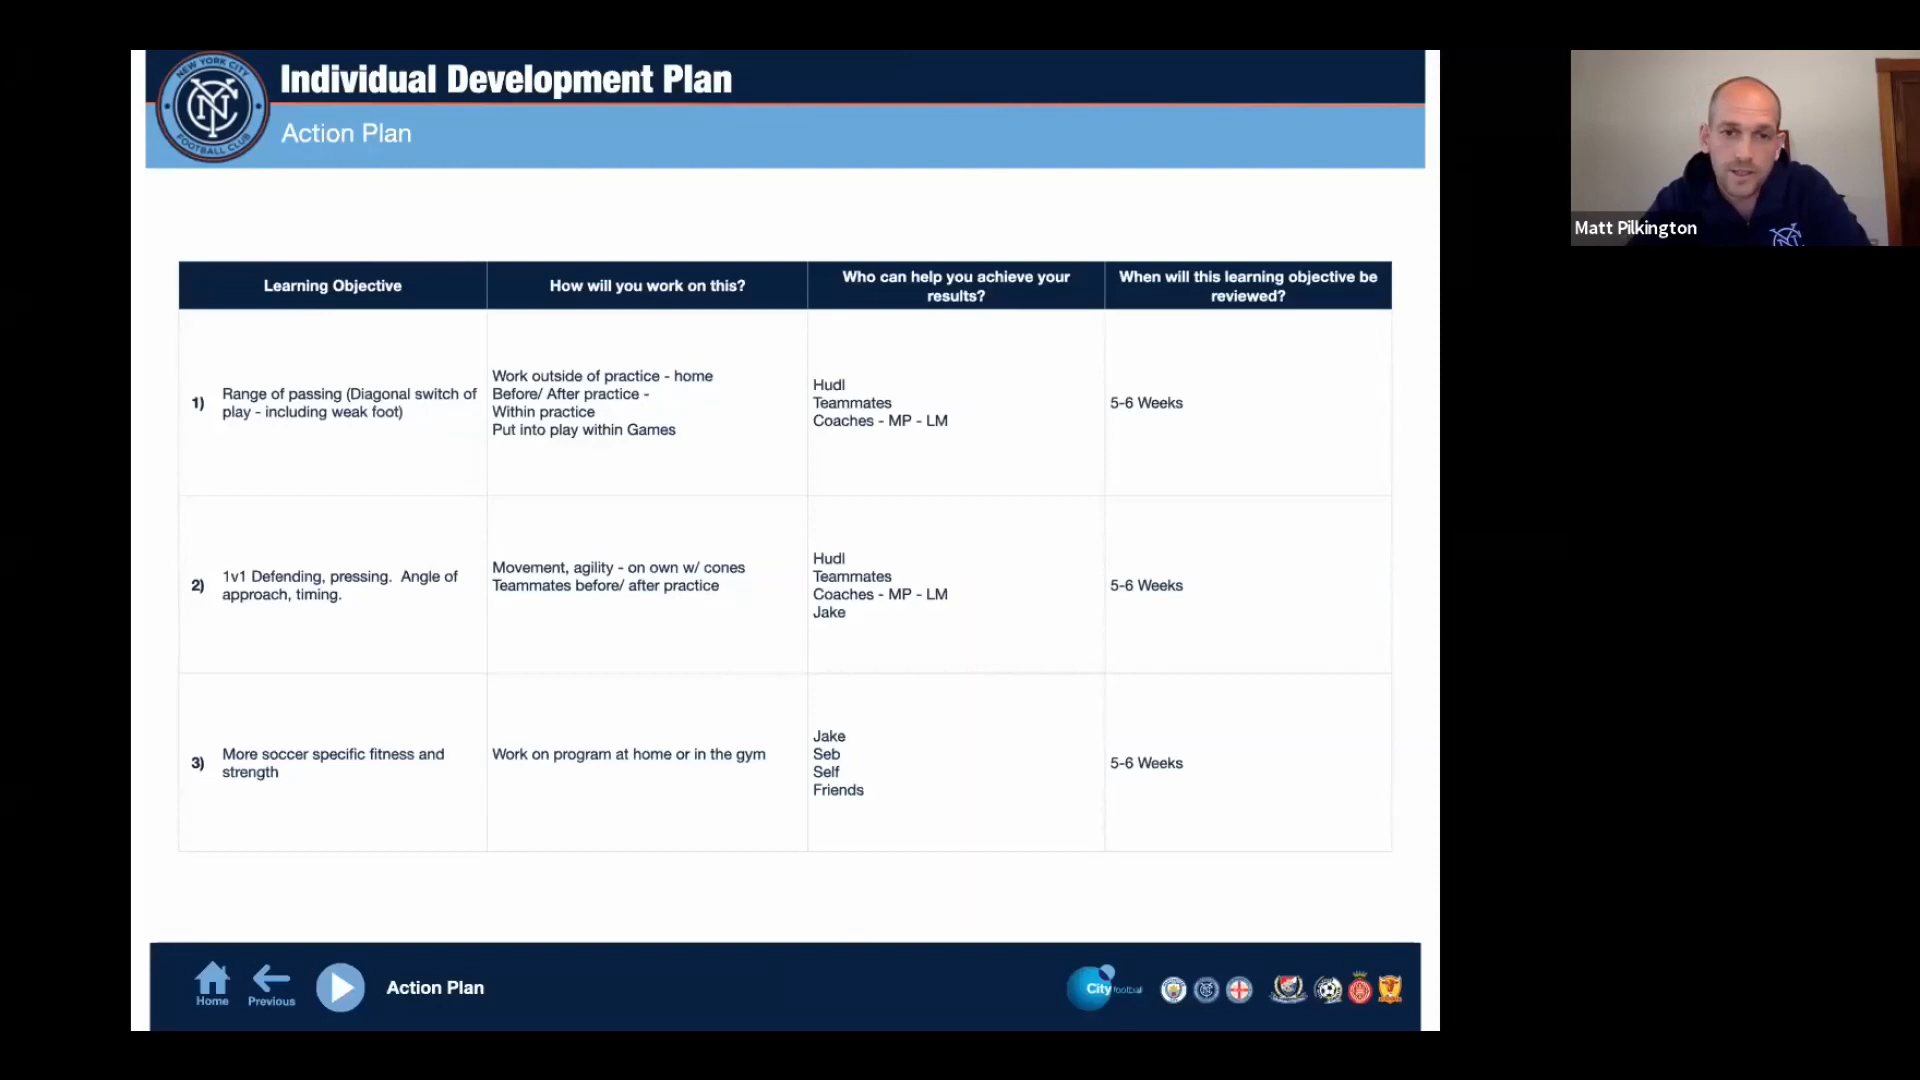 NEW YORK CITY
FOOTBALL CLUB
Individual Development Plan
Action Plan
Matt Pilkington
Learning Objective
How will you work on this?
Who can help you achieve your
results?
When will this learning objective be
reviewed?
1)
Range of passing (Diagonal switch of
play - including weak foot)
Work outside of practice - home
Before/ After practice -
Within practice
Put into play within Games
Hudl
Teammates
Coaches - MP - LM
5-6 Weeks
2)
1v1 Defending, pressing. Angle of
approach, timing.
Movement, agility - on own w/ cones
Teammates before/ after practice
Hudl
Teammates
Coaches - MP - LM
Jake
5-6 Weeks
3)
More soccer specific fitness and
strength
Work on program at home or in the gym
Jake
Seb
Self
Friends
5-6 Weeks
Home
Previous
Action Plan
City football